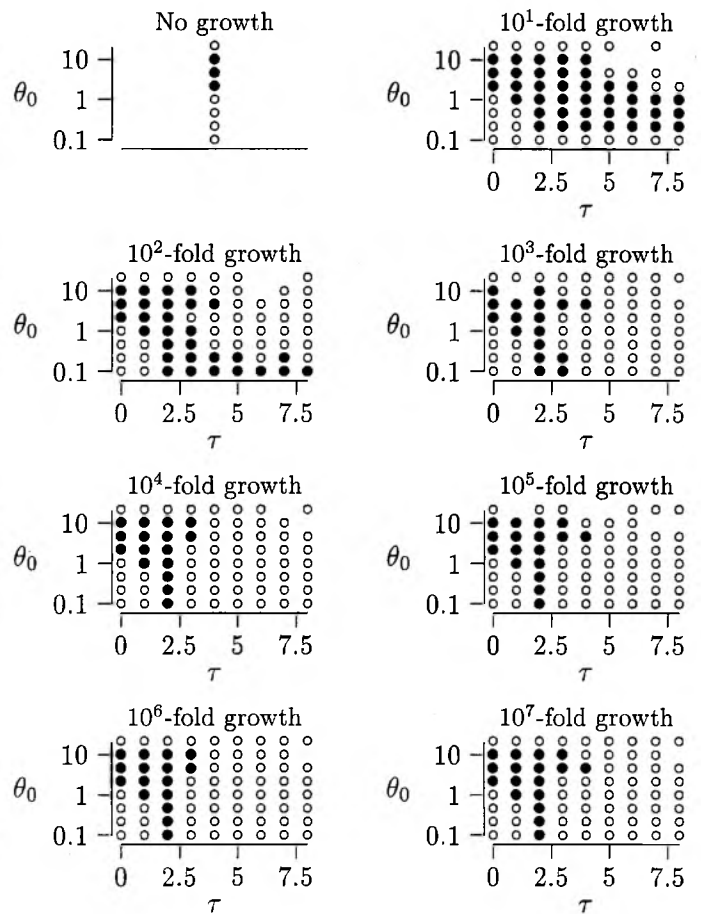 No growth
10¹-fold growth
10
θ₀
1
0.1
10
θ₀
1
0.1
0 2.5 5 7.5
τ
10²-fold growth
10³-fold growth
10
θ₀
1
0.1
0 2.5 5 7.5
τ
10
θ₀
1
0.1
0 2.5 5 7.5
τ
10⁴-fold growth
10⁵-fold growth
10
θ₀
1
0.1
0 2.5 5 7.5
τ
10
θ₀
1
0.1
0 2.5 5 7.5
τ
10⁶-fold growth
10⁷-fold growth
10
θ₀
1
0.1
0 2.5 5 7.5
τ
10
θ₀
1
0.1
0 2.5 5 7.5
τ